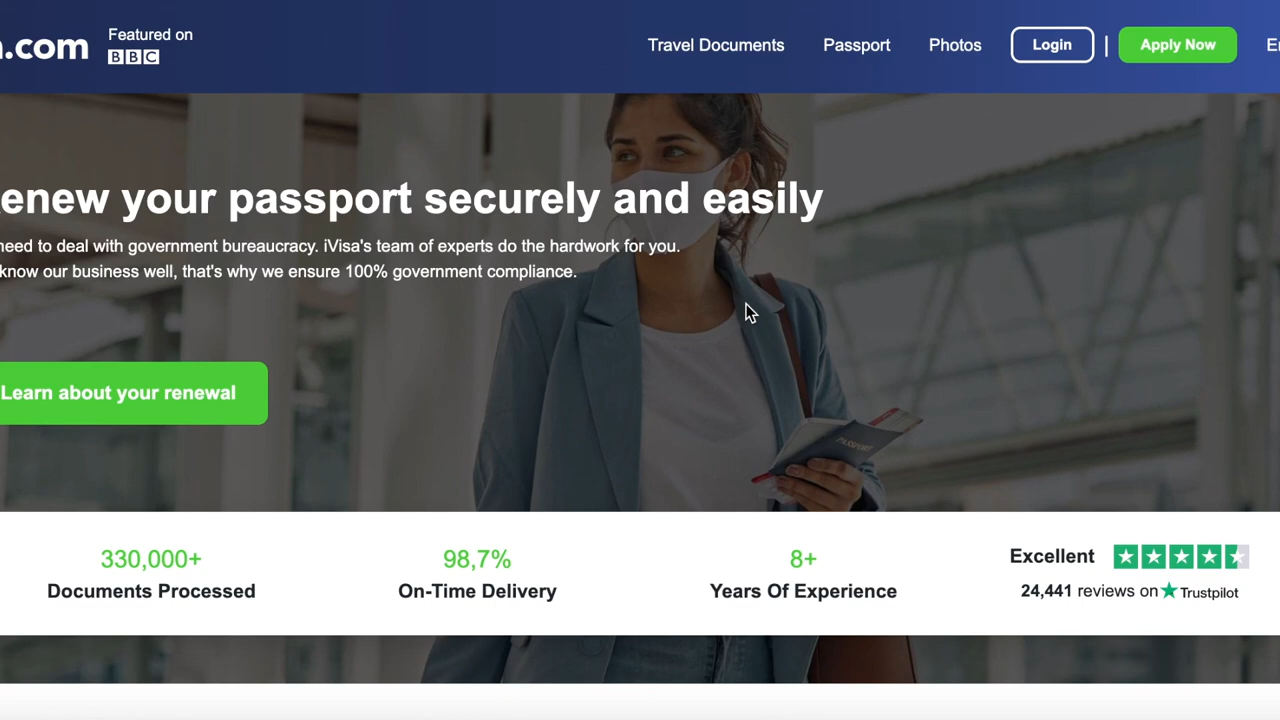 .com
Featured on
BBC
Travel Documents
Passport
Photos
Login
Apply Now
enew your passport securely and easily
need to deal with government bureaucracy. iVisa's team of experts do the hardwork for you.
know our business well, that's why we ensure 100% government compliance.
PASSPORT
Learn about your renewal
330,000+
Documents Processed
98,7%
On-Time Delivery
8+
Years Of Experience
Excellent
24,441 reviews on Trustpilot